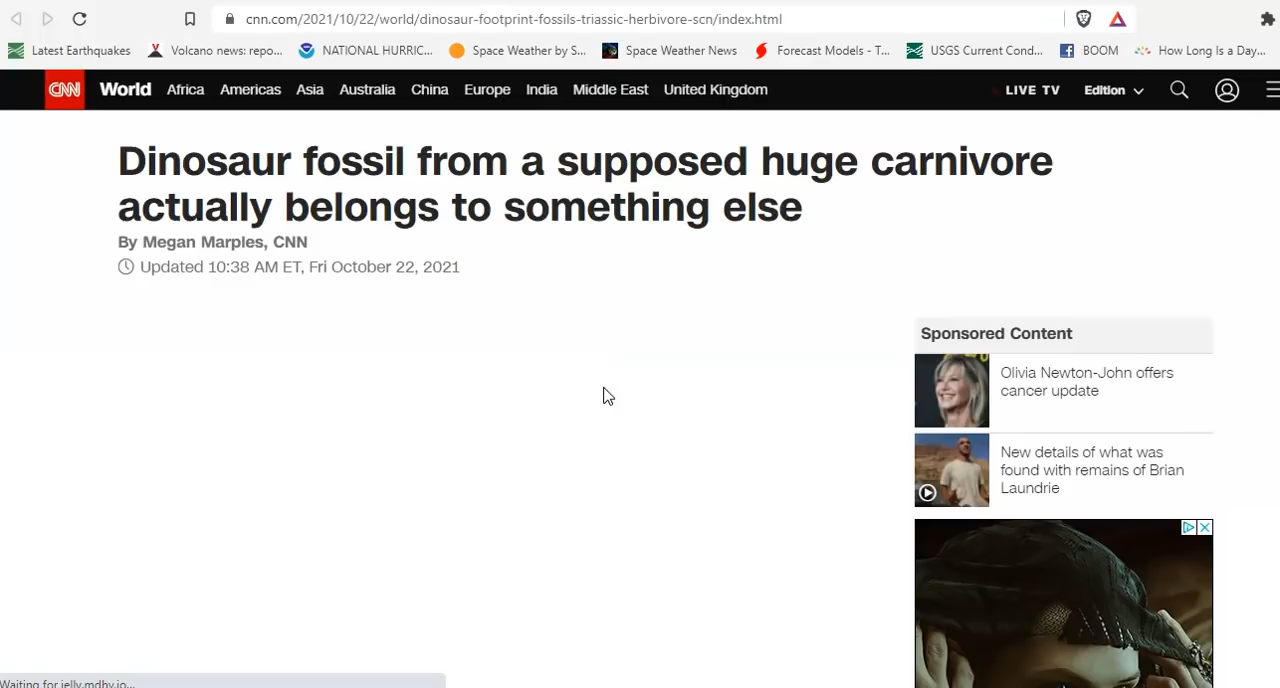 cnn.com/2021/10/22/world/dinosaur-footprint-fossils-triassic-herbivore-scn/index.html
Latest Earthquakes Volcano news: repo... NATIONAL HURRIC... Space Weather by S... Space Weather News Forecast Models - T... USGS Current Cond... BOOM How Long Is a Day...
CNN World Africa Americas Asia Australia China Europe India Middle East United Kingdom LIVE TV Edition
Dinosaur fossil from a supposed huge carnivore
actually belongs to something else
By Megan Marples, CNN
Updated 10:38 AM ET, Fri October 22, 2021
Sponsored Content
Olivia Newton-John offers
cancer update
New details of what was
found with remains of Brian
Laundrie
Waiting for jelly.mdhv.io...